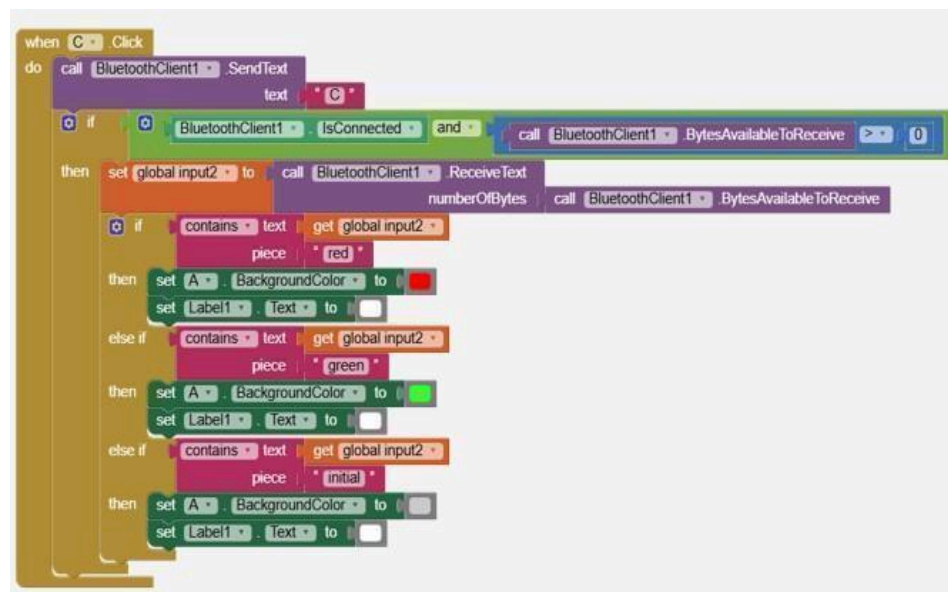 when C .Click
do call BluetoothClient1 .SendText
text "C"
if BluetoothClient1 . IsConnected and call BluetoothClient1 .BytesAvailableToReceive > 0
then set global input2 to call BluetoothClient1 .ReceiveText
numberOfBytes call BluetoothClient1 .BytesAvailableToReceive
if contains text get global input2
piece "red"
then set A . BackgroundColor to
set Label1 . Text to
else if contains text get global input2
piece "green"
then set A . BackgroundColor to
set Label1 . Text to
else if contains text get global input2
piece "initial"
then set A . BackgroundColor to
set Label1 . Text to